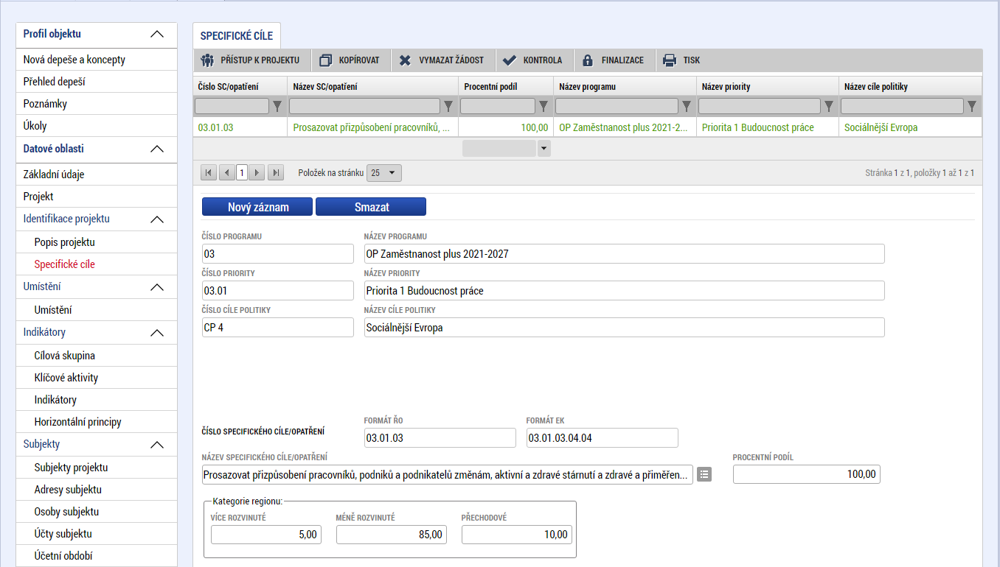 Profil objektu
Nová depeše a koncepty
Přehled depeší
Poznámky
Úkoly
Datové oblasti
Základní údaje
Projekt
Identifikace projektu
Popis projektu
Specifické cíle
Umístění
Umístění
Indikátory
Cílová skupina
Klíčové aktivity
Indikátory
Horizontální principy
Subjekty
Subjekty projektu
Adresy subjektu
Osoby subjektu
Účty subjektu
Účetní období
SPECIFICKÉ CÍLE
PŘÍSTUP K PROJEKTU KOPÍROVAT VYMAZAT ŽÁDOST KONTROLA FINALIZACE TISK
Číslo SC/opatření Název SC/opatření Procentní podíl Název programu Název priority Název cíle politiky
03.01.03 Prosazovat přizpůsobení pracovníků, ... 100,00 OP Zaměstnanost plus 2021-2... Priorita 1 Budoucnost práce Sociálnější Evropa
1 Položek na stránku 25 Stránka 1 z 1, položky 1 až 1 z 1
Nový záznam Smazat
ČÍSLO PROGRAMU NÁZEV PROGRAMU
03 OP Zaměstnanost plus 2021-2027
ČÍSLO PRIORITY NÁZEV PRIORITY
03.01 Priorita 1 Budoucnost práce
ČÍSLO CÍLE POLITIKY NÁZEV CÍLE POLITIKY
CP 4 Sociálnější Evropa
FORMÁT ŘO FORMÁT EK
ČÍSLO SPECIFICKÉHO CÍLE/OPATŘENÍ 03.01.03 03.01.03.04.04
NÁZEV SPECIFICKÉHO CÍLE/OPATŘENÍ PROCENTNÍ PODÍL
Prosazovat přizpůsobení pracovníků, podniků a podnikatelů změnám, aktivní a zdravé stárnutí a zdravé a přiměřen... 100,00
Kategorie regionu:
VÍCE ROZVINUTÉ MÉNĚ ROZVINUTÉ PŘECHODOVÉ
5,00 85,00 10,00